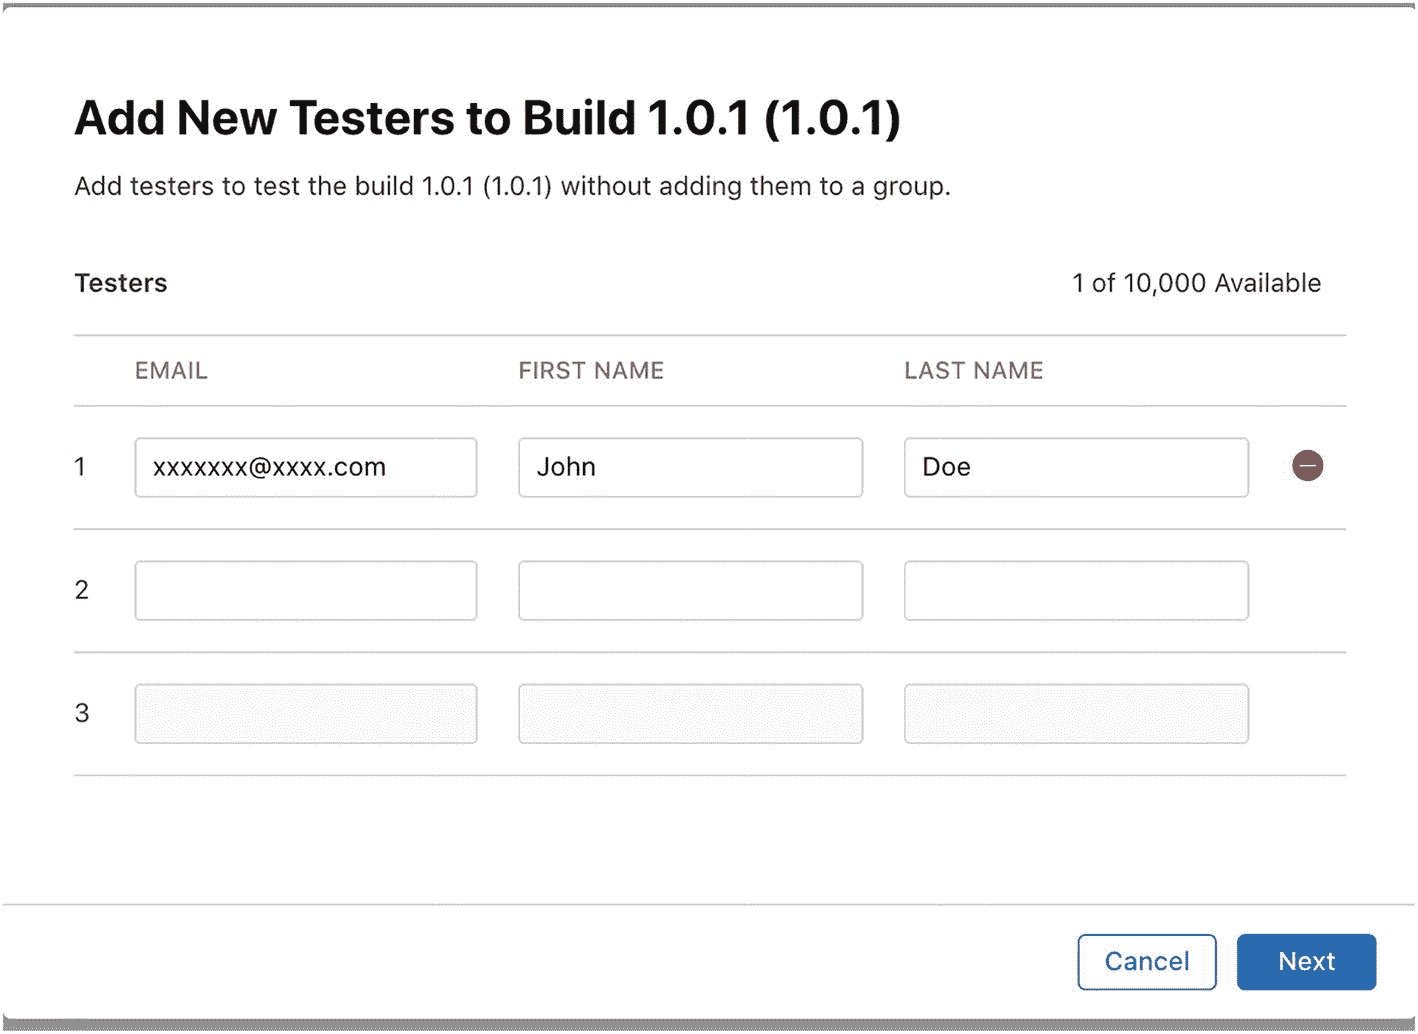 Add New Testers to Build 1.0.1 (1.0.1)
Add testers to test the build 1.0.1 (1.0.1) without adding them to a group.
Testers 1 of 10,000 Available
EMAIL FIRST NAME LAST NAME
1 xxxxxxx@xxxx.com John Doe
2
3
Cancel Next